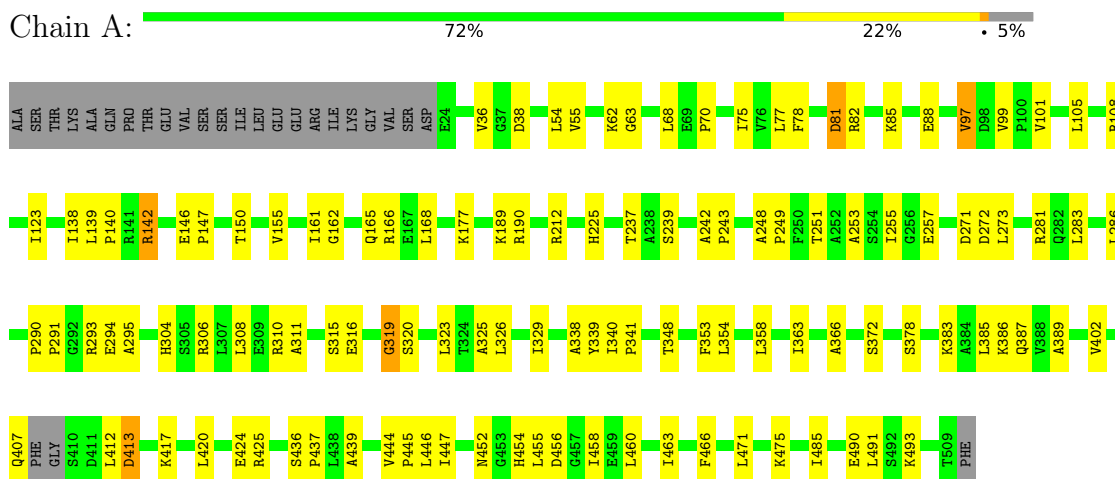 Chain A:
72% 22% • 5%
ALA SER THR LYS ALA GLN PRO THR GLU VAL SER SER ILE LEU GLU GLU ARG ILE LYS GLY VAL SER ASP E24 V36 G37 D38 L54 V55 K62 G63 L68 E69 P70 I75 V76 L77 F78 D81 R82 K85 E88 V97 D98 V99 P100 V101 L105
I123 I138 L139 P140 R141 R142 E146 P147 T150 V155 I161 G162 Q165 R166 E167 L168 K177 K189 R190 R212 H225 T237 A238 S239 A242 P243 A248 P249 F250 T251 A252 A253 S254 I255 G256 E257 D271 D272 L273 R281 Q282 L283
P290 P291 G292 R293 E294 A295 H304 S305 R306 L307 L308 E309 R310 A311 S315 E316 G319 S320 L323 T324 A325 L326 I329 A338 Y339 I340 P341 T348 F353 L354 L358 I363 A366 S372 S378 K383 A384 L385 K386 Q387 V388 A389 V402
Q407 PHE GLY S410 D411 L412 D413 K417 L420 E424 R425 S436 P437 L438 A439 V444 P445 L446 I447 N452 G453 H454 L455 D456 G457 I458 E459 L460 I463 F466 L471 K475 I485 E490 L491 S492 K493 T509 PHE